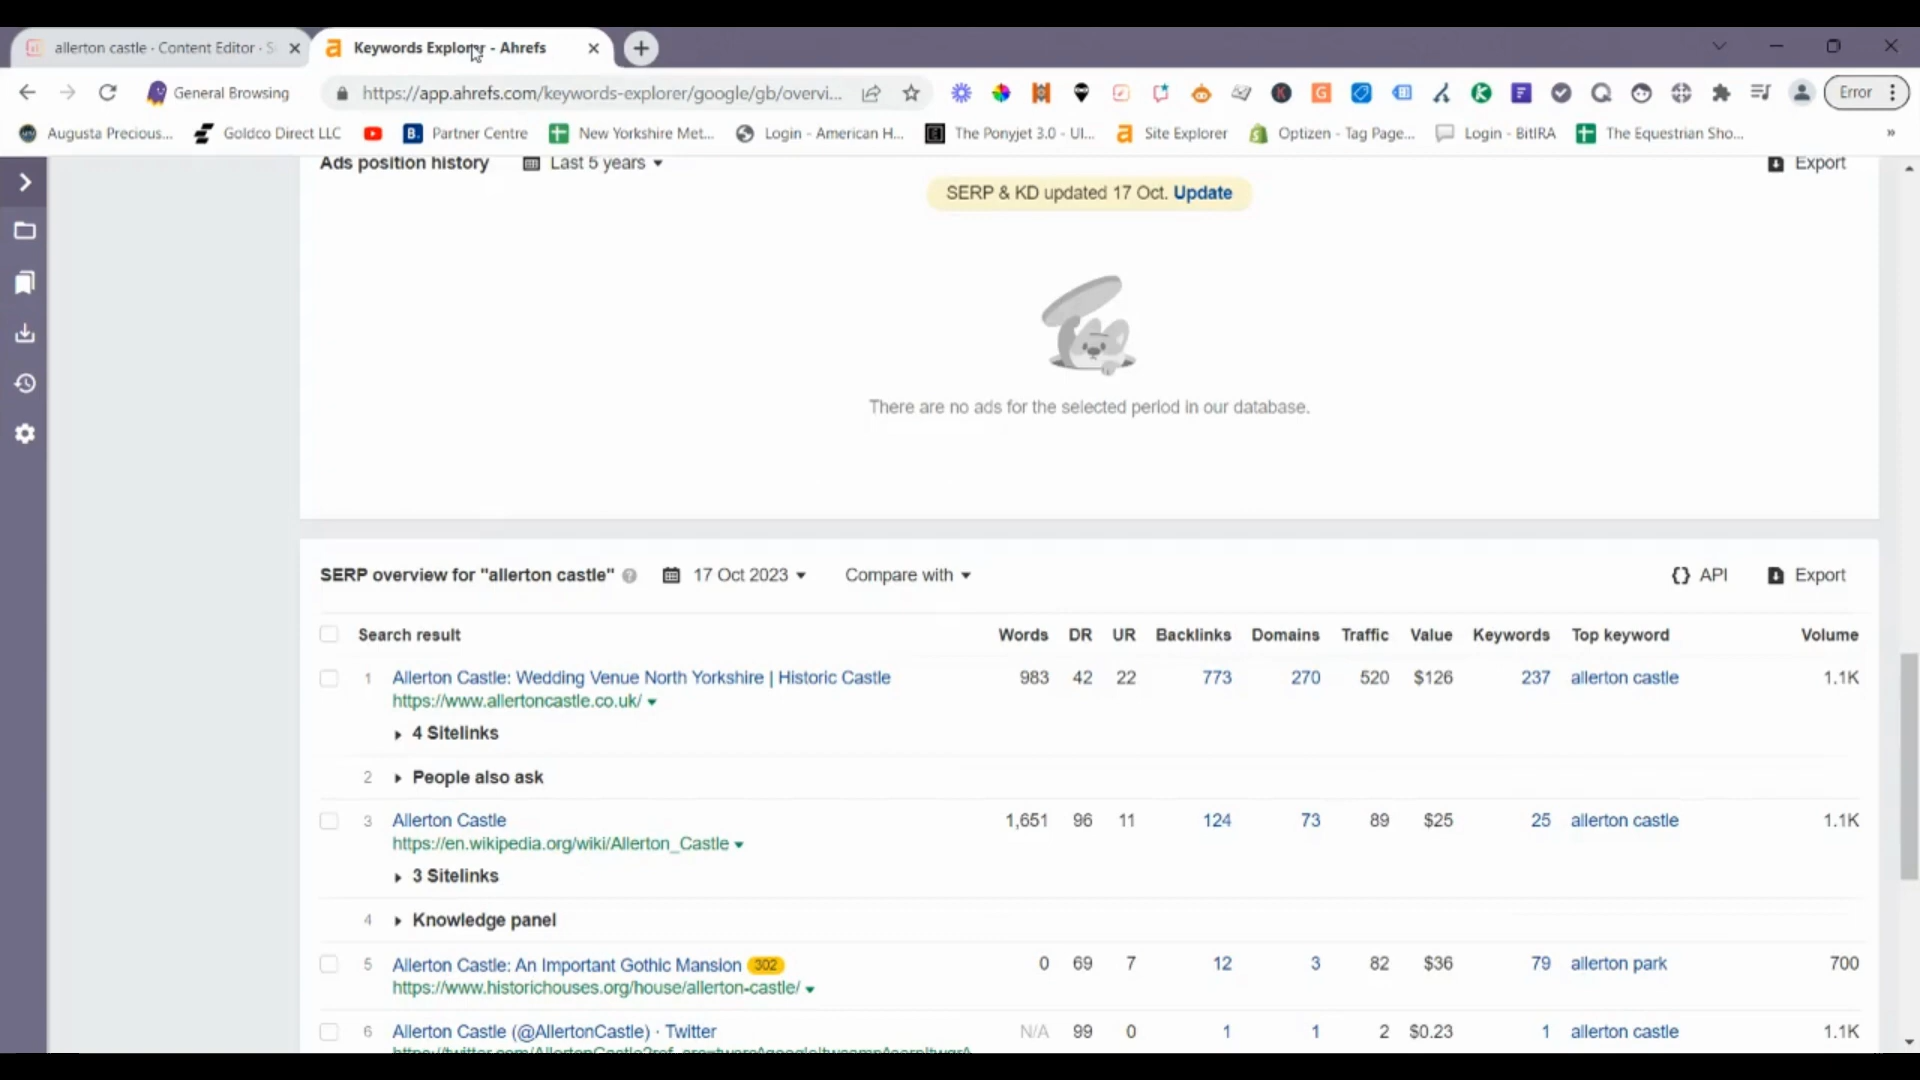 allerton castle · Content Editor · S
Keywords Explorer - Ahrefs
General Browsing
https://app.ahrefs.com/keywords-explorer/google/gb/overvi...
Error
Augusta Precious...
Goldco Direct LLC
Partner Centre
New Yorkshire Met...
Login - American H...
The Ponyjet 3.0 - Ul...
Site Explorer
Optizen - Tag Page...
Login - BitIRA
The Equestrian Sho...
»
Ads position history Last 5 years Export
SERP & KD updated 17 Oct. Update
There are no ads for the selected period in our database.
SERP overview for "allerton castle" 17 Oct 2023 Compare with API Export
Search result Words DR UR Backlinks Domains Traffic Value Keywords Top keyword Volume
1 Allerton Castle: Wedding Venue North Yorkshire | Historic Castle 983 42 22 773 270 520 $126 237 allerton castle 1.1K
https://www.allertoncastle.co.uk/
4 Sitelinks
2 People also ask
3 Allerton Castle 1,651 96 11 124 73 89 $25 25 allerton castle 1.1K
https://en.wikipedia.org/wiki/Allerton_Castle
3 Sitelinks
4 Knowledge panel
5 Allerton Castle: An Important Gothic Mansion 302 0 69 7 12 3 82 $36 79 allerton park 700
https://www.historichouses.org/house/allerton-castle/
6 Allerton Castle (@AllertonCastle) · Twitter N/A 99 0 1 1 2 $0.23 1 allerton castle 1.1K